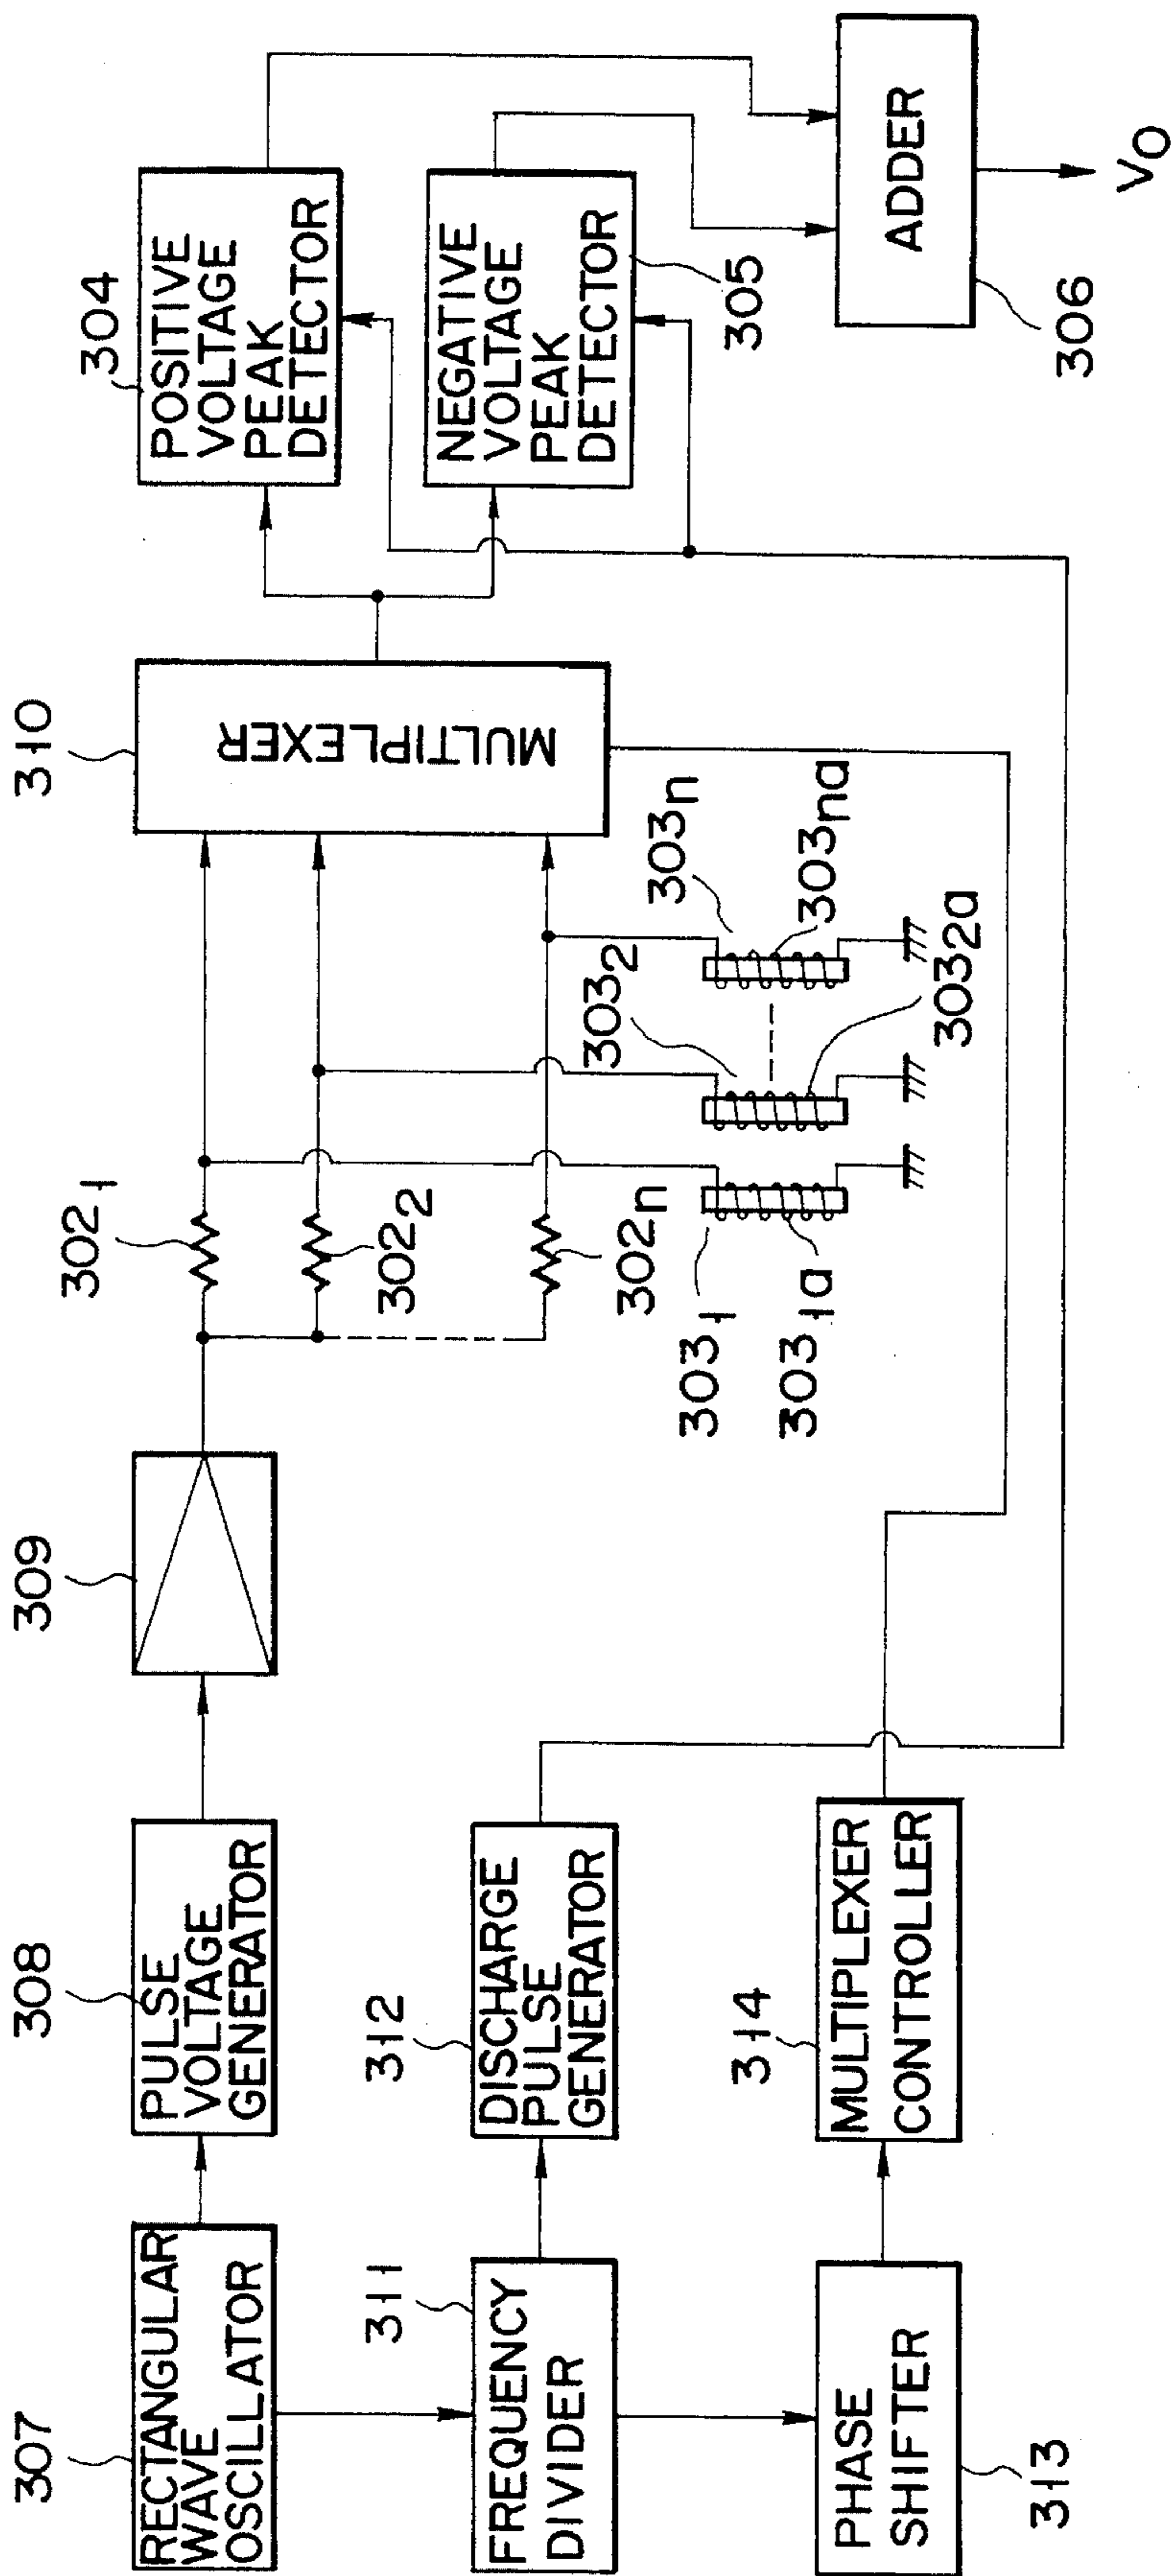 307
RECTANGULAR
WAVE
OSCILLATOR
308
PULSE
VOLTAGE
GENERATOR
309
302₁
302₂
302ₙ
310
MULTIPLEXER
304
POSITIVE
VOLTAGE
PEAK
DETECTOR
NEGATIVE
VOLTAGE
PEAK
DETECTOR
305
311
FREQUENCY
DIVIDER
312
DISCHARGE
PULSE
GENERATOR
303₁
303₁a
303₂
303₂a
303ₙ
303ₙa
ADDER
306
V₀
PHASE
SHIFTER
313
314
MULTIPLEXER
CONTROLLER